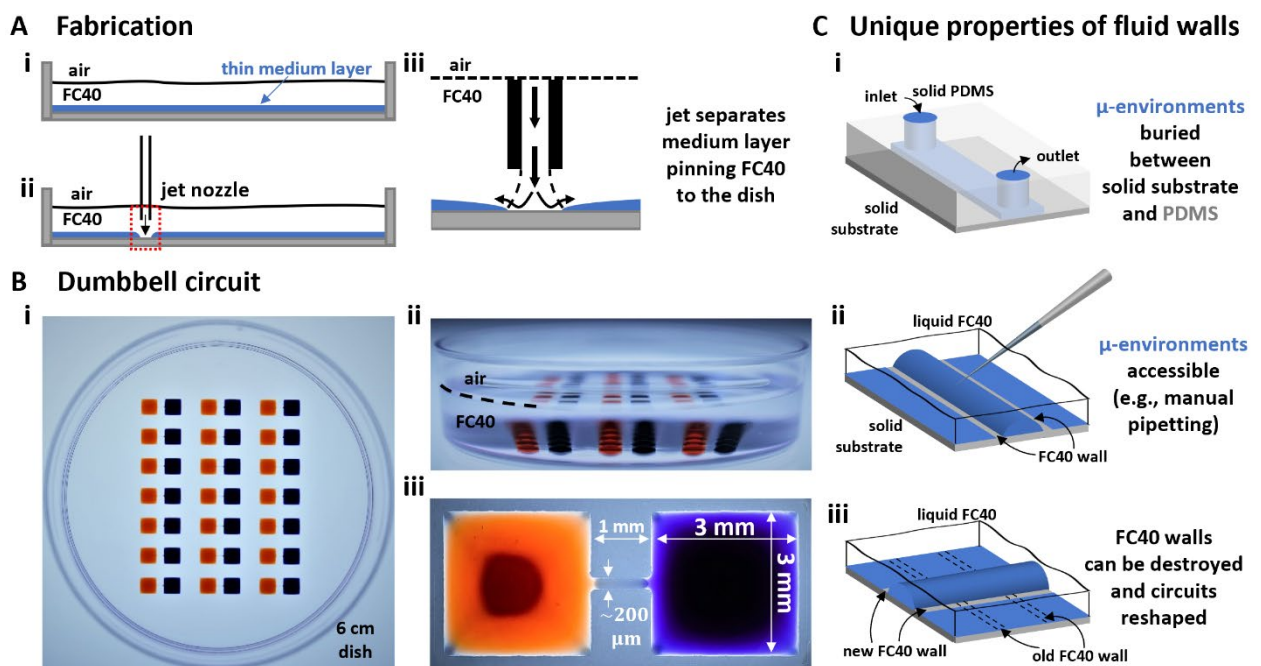 A Fabrication
i
air
FC40
thin medium layer
ii
jet nozzle
air
FC40
iii
air
FC40
jet separates
medium layer
pinning FC40
to the dish
B Dumbbell circuit
i
6 cm
dish
ii
air
FC40
iii
1 mm
3 mm
3 mm
~200
μm
C Unique properties of fluid walls
i
inlet
solid PDMS
outlet
solid
substrate
μ-environments
buried
between
solid substrate
and PDMS
ii
liquid FC40
solid
substrate
FC40 wall
μ-environments
accessible
(e.g., manual
pipetting)
iii
liquid FC40
new FC40 wall
old FC40 wall
FC40 walls
can be destroyed
and circuits
reshaped